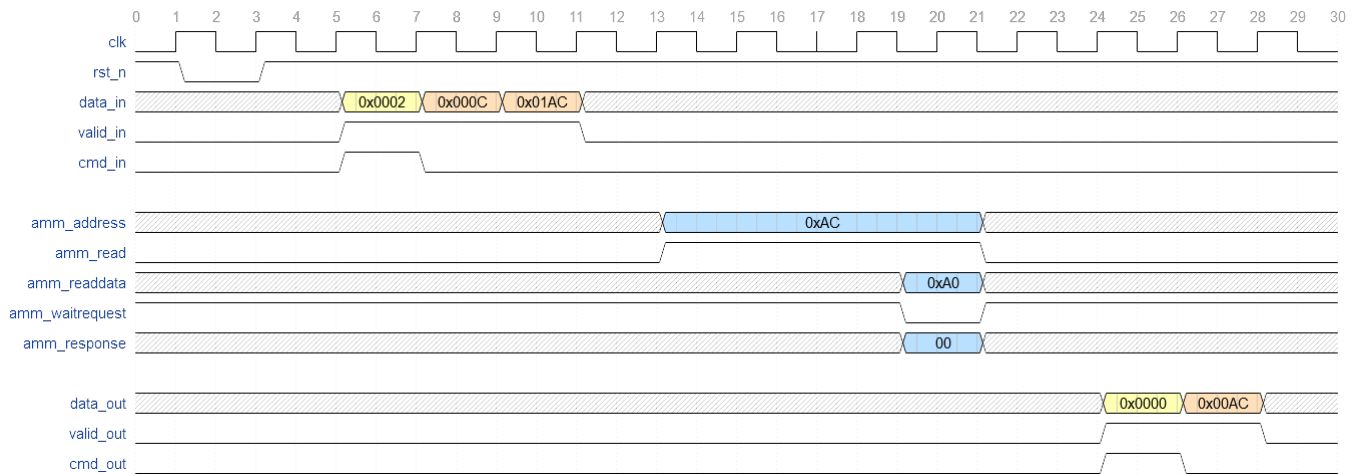 0 1 2 3 4 5 6 7 8 9 10 11 12 13 14 15 16 17 18 19 20 21 22 23 24 25 26 27 28 29 30
clk
rst_n
data_in 0x0002 0x000C 0x01AC
valid_in
cmd_in
amm_address 0xAC
amm_read
amm_readdata 0xA0
amm_waitrequest
amm_response 00
data_out 0x0000 0x00AC
valid_out
cmd_out